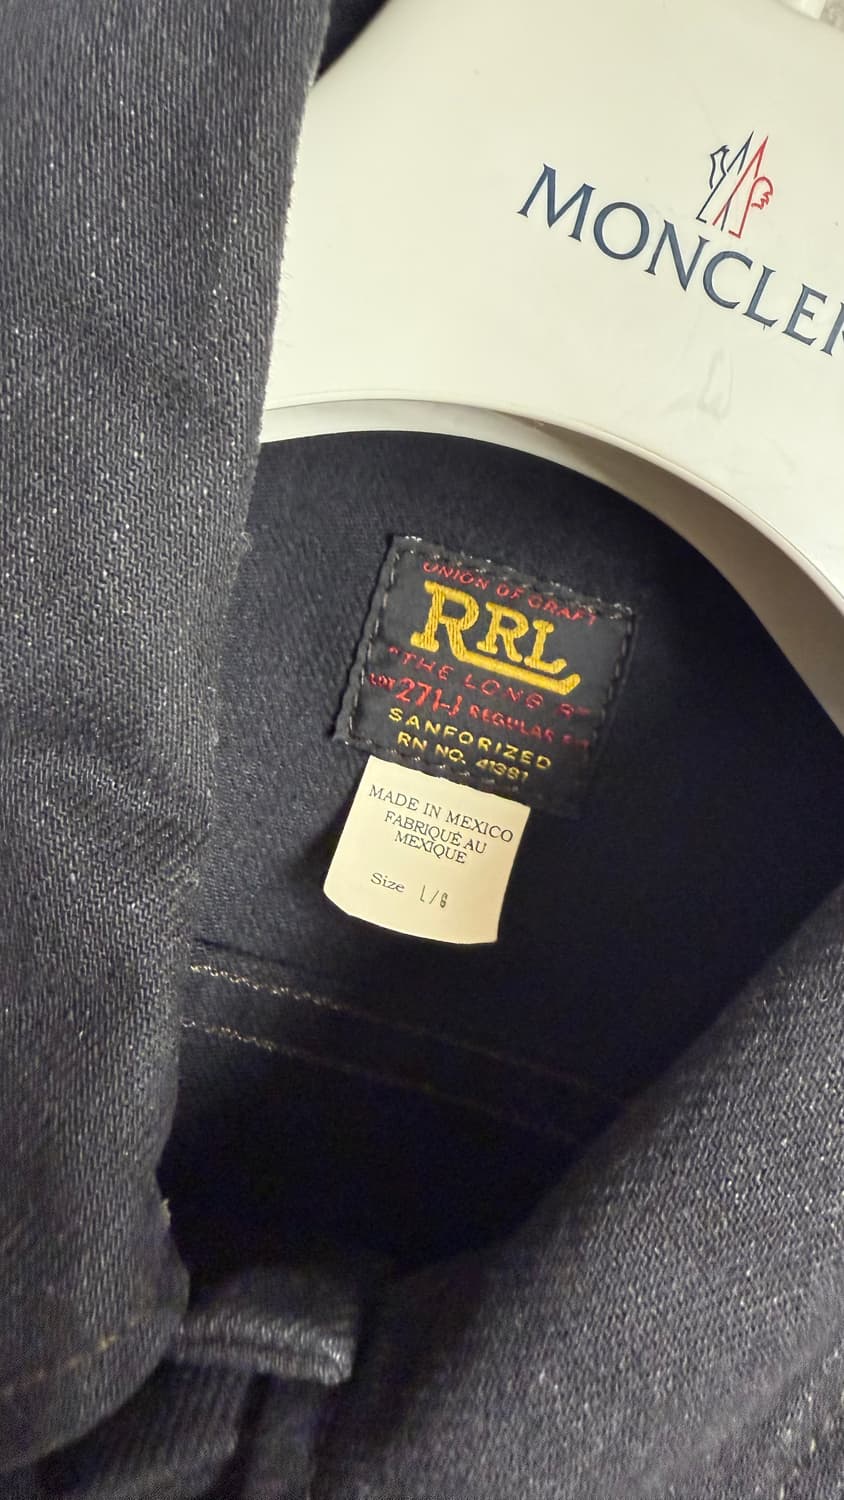 MONCLER
UNION OF CRAFT
RRL
"THE LONG R"
LOT 271-J REGULAR FIT
SANFORIZED
RN NO. 41381
MADE IN MEXICO
FABRIQUÉ AU
MEXIQUE
Size L/G